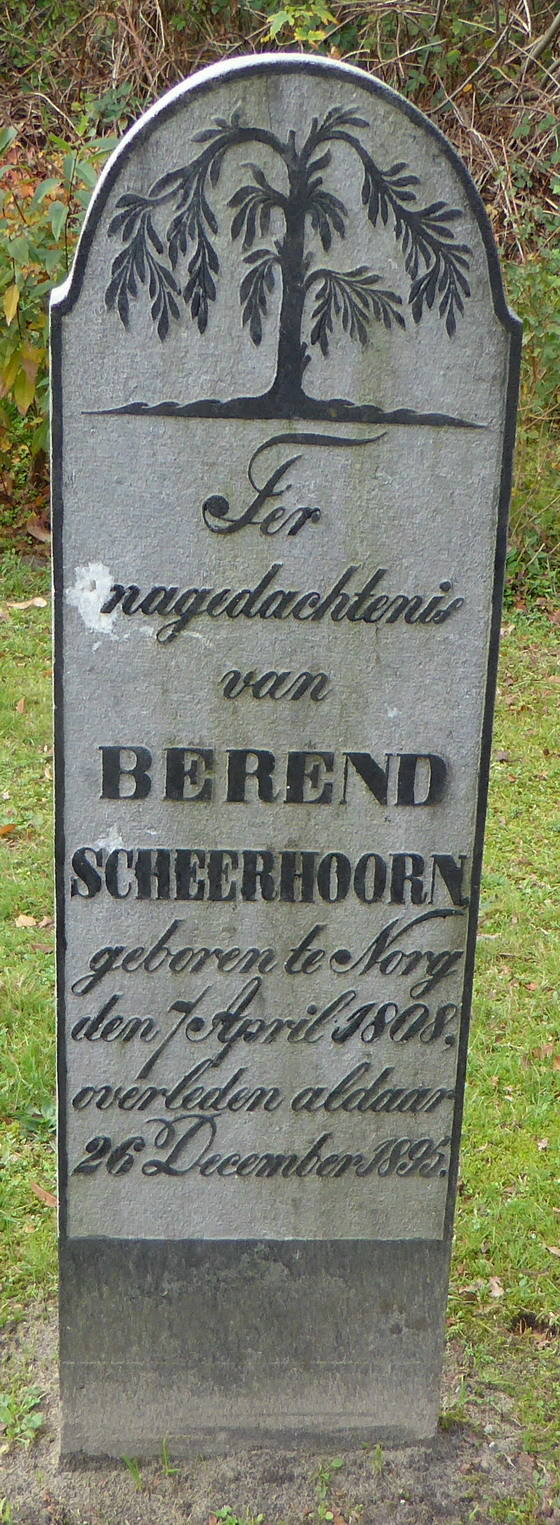 Ter
nagedachtenis
van
BEREND
SCHEERHOORN
geboren te Norg
den 7 April 1808,
overleden aldaar
26 December 1895.